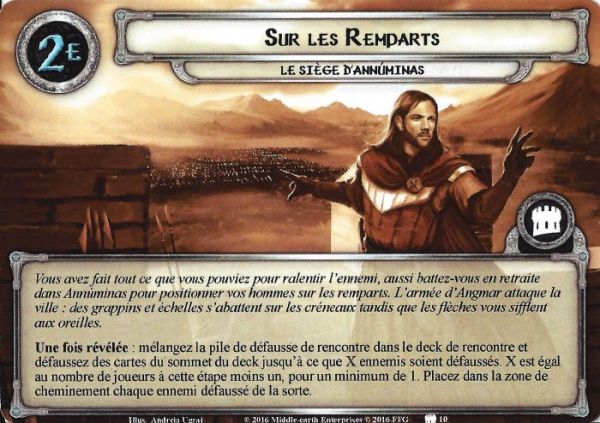 2E
Sur les Remparts
Le Siège d'Annúminas
Vous avez fait tout ce que vous pouviez pour ralentir l'ennemi, aussi battez-vous en retraite
dans Annúminas pour positionner vos hommes sur les remparts. L'armée d'Angmar attaque la
ville : des grappins et échelles s'abattent sur les créneaux tandis que les flèches vous sifflent
aux oreilles.
Une fois révélée : mélangez la pile de défausse de rencontre dans le deck de rencontre et
défaussez des cartes du sommet du deck jusqu'à ce que X ennemis soient défaussés. X est égal
au nombre de joueurs à cette étape moins un, pour un minimum de 1. Placez dans la zone de
cheminement chaque ennemi défaussé de la sorte.
Illus. Andreia Ugrai © 2016 Middle-earth Enterprises © 2016 FFG 10